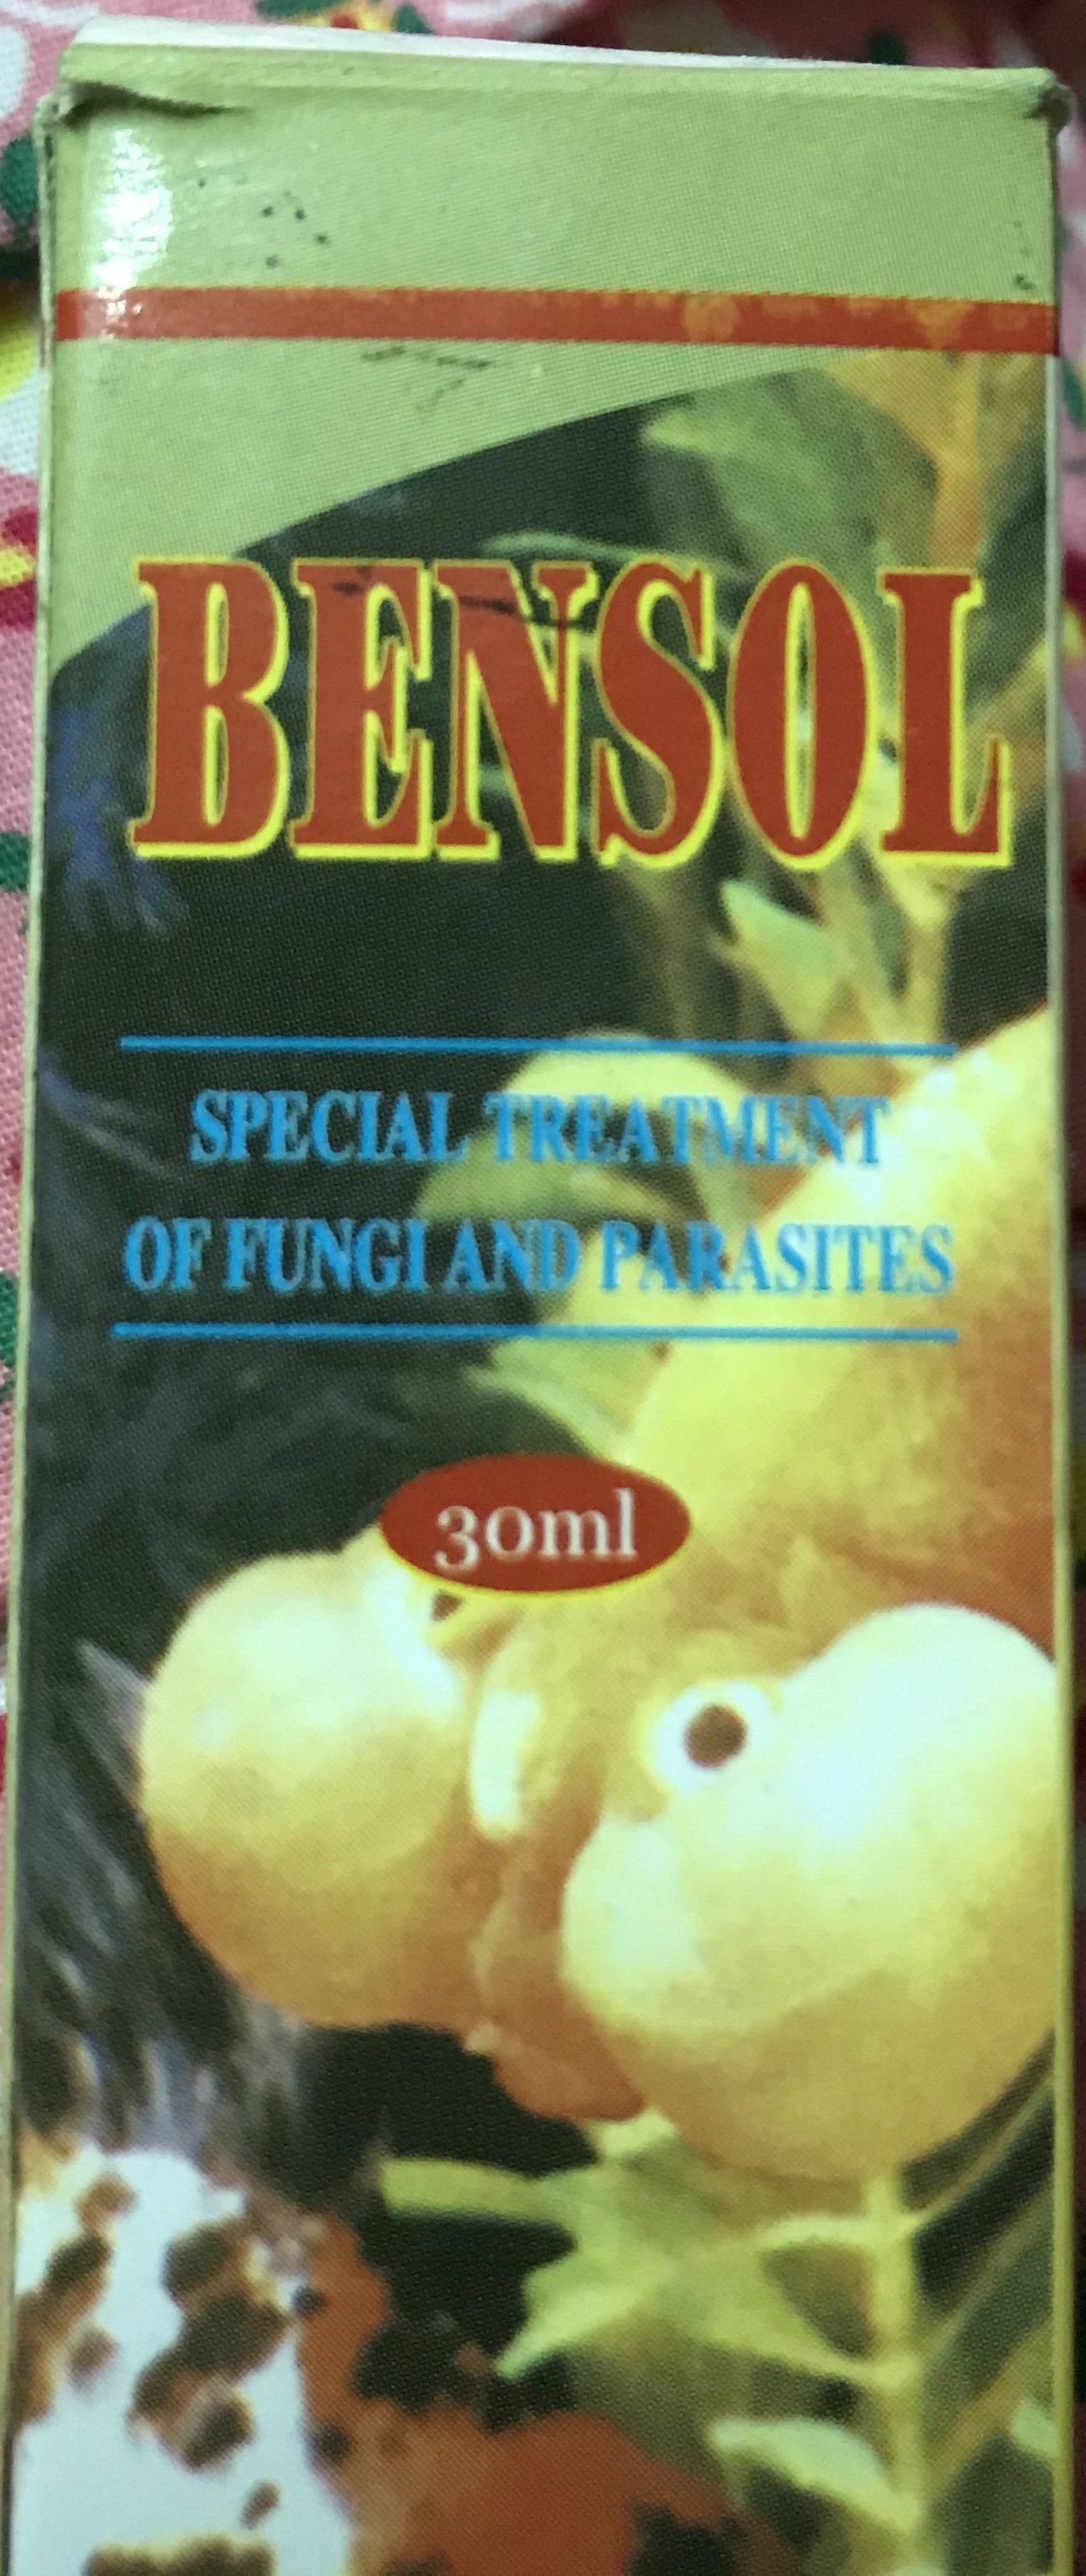 BENSOL
SPECIAL TREATMENT
OF FUNGI AND PARASITES
30ml